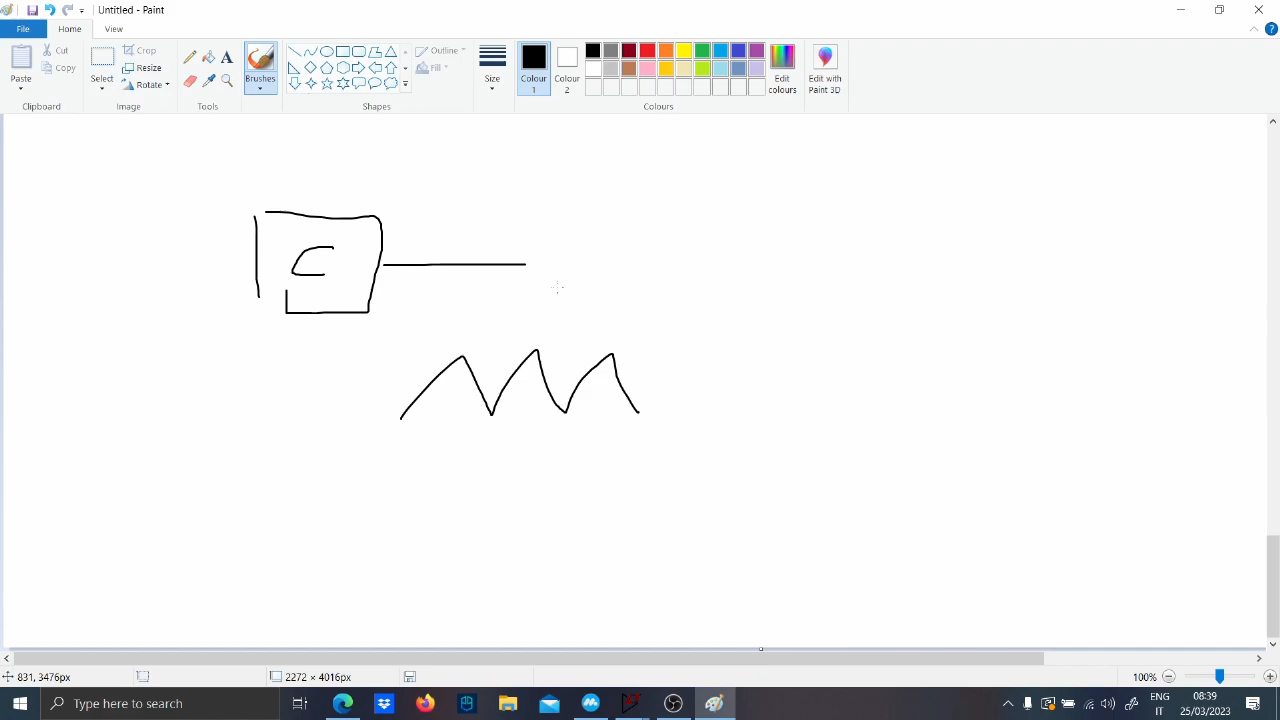 Untitled - Paint
File
Home
View
Paste
Cut
Copy
Clipboard
Select
Crop
Resize
Rotate
Image
Tools
Brushes
Outline
Fill
Shapes
Size
Colour 1
Colour 2
Edit colours
Edit with Paint 3D
Colours
C
831, 3476px
2272 × 4016px
100%
Type here to search
ENG
IT
08:39
25/03/2023